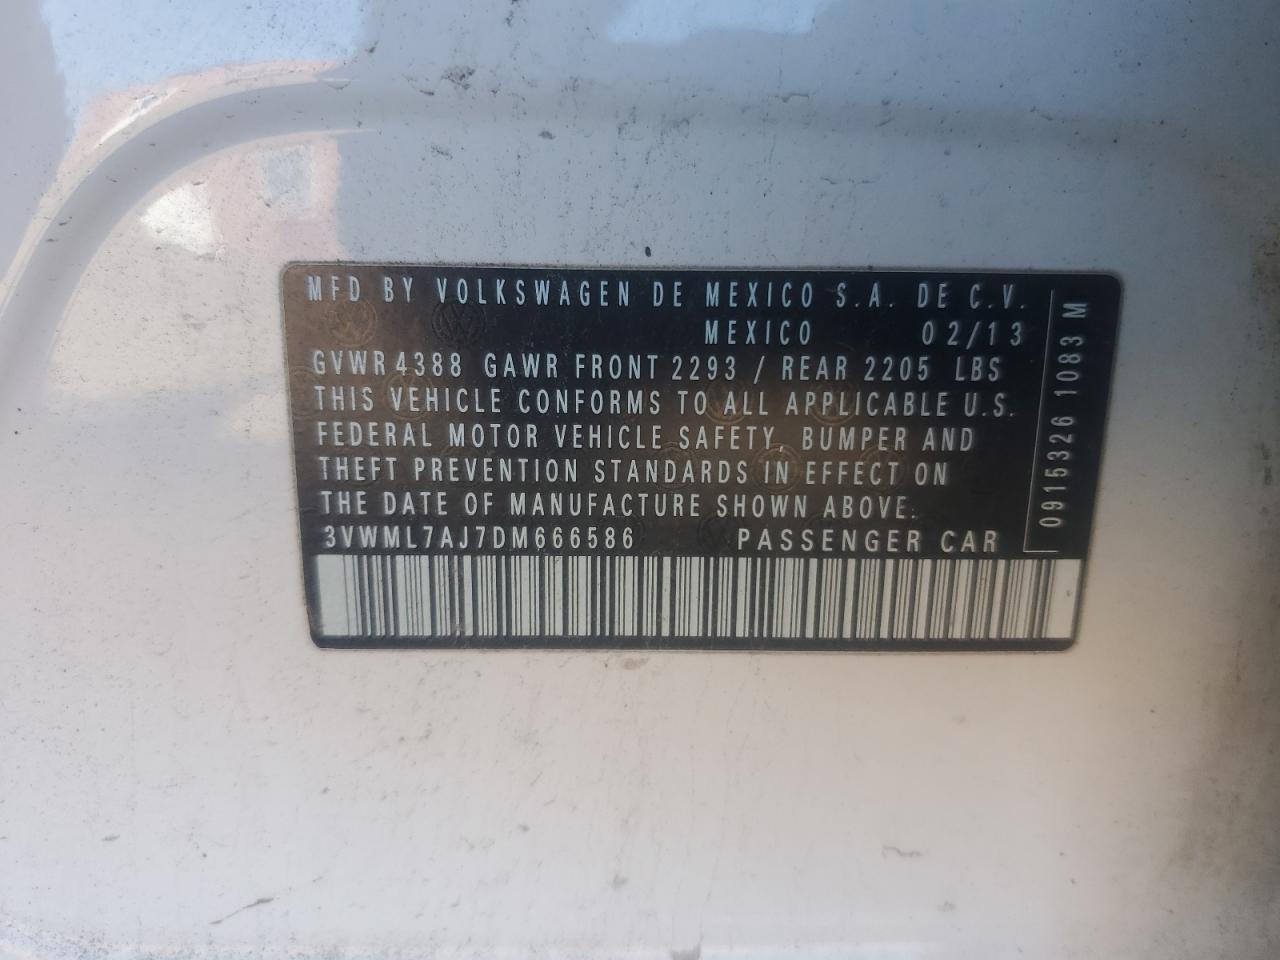 MFD BY VOLKSWAGEN DE MEXICO S.A. DE C.V.
MEXICO 02/13
GVWR 4388 GAWR FRONT 2293 / REAR 2205 LBS
THIS VEHICLE CONFORMS TO ALL APPLICABLE U.S.
FEDERAL MOTOR VEHICLE SAFETY, BUMPER AND
THEFT PREVENTION STANDARDS IN EFFECT ON
THE DATE OF MANUFACTURE SHOWN ABOVE.
3VWML7AJ7DM666586 PASSENGER CAR
0915326 1083 M